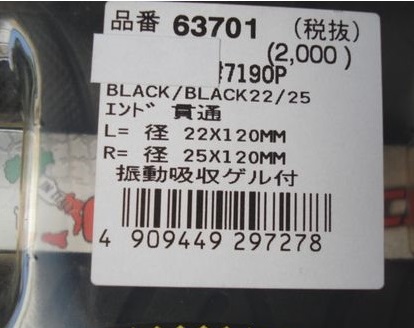 品番 63701 (税抜)
(2,000)
7190P
BLACK/BLACK22/25
ｴﾝﾄﾞ 貫通
L= 径 22X120MM
R= 径 25X120MM
振動吸収ゲル付
4 909449 297278